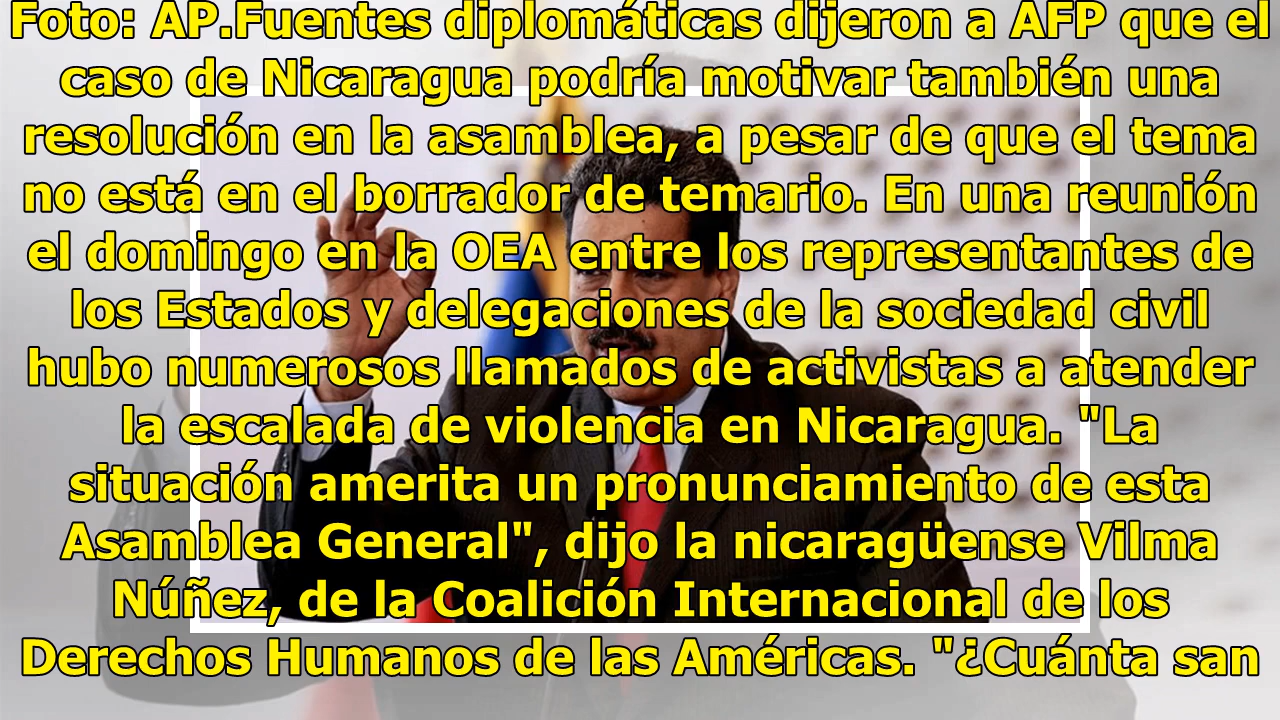 Foto: AP.Fuentes diplomáticas dijeron a AFP que el
caso de Nicaragua podría motivar también una
resolución en la asamblea, a pesar de que el tema
no está en el borrador de temario. En una reunión
el domingo en la OEA entre los representantes de
los Estados y delegaciones de la sociedad civil
hubo numerosos llamados de activistas a atender
la escalada de violencia en Nicaragua. "La
situación amerita un pronunciamiento de esta
Asamblea General", dijo la nicaragüense Vilma
Núñez, de la Coalición Internacional de los
Derechos Humanos de las Américas. "¿Cuánta san